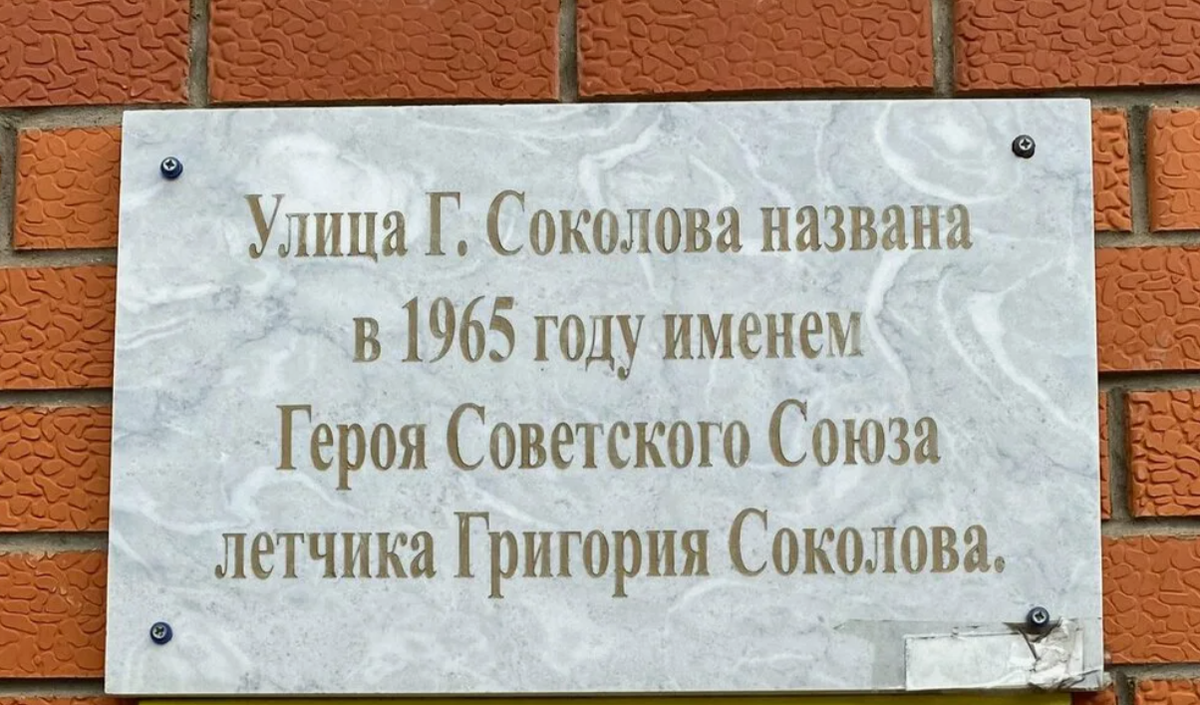 Улица Г. Соколова названа
в 1965 году именем
Героя Советского Союза
летчика Григория Соколова.